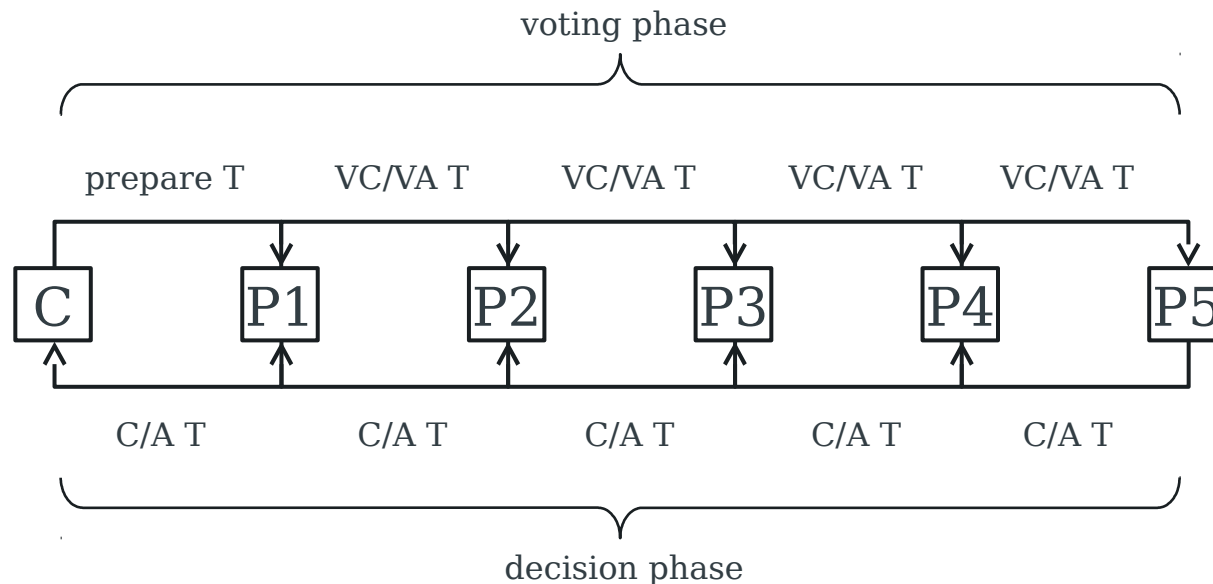 voting phase
prepare T VC/VA T VC/VA T VC/VA T VC/VA T
C P1 P2 P3 P4 P5
C/A T C/A T C/A T C/A T C/A T
decision phase